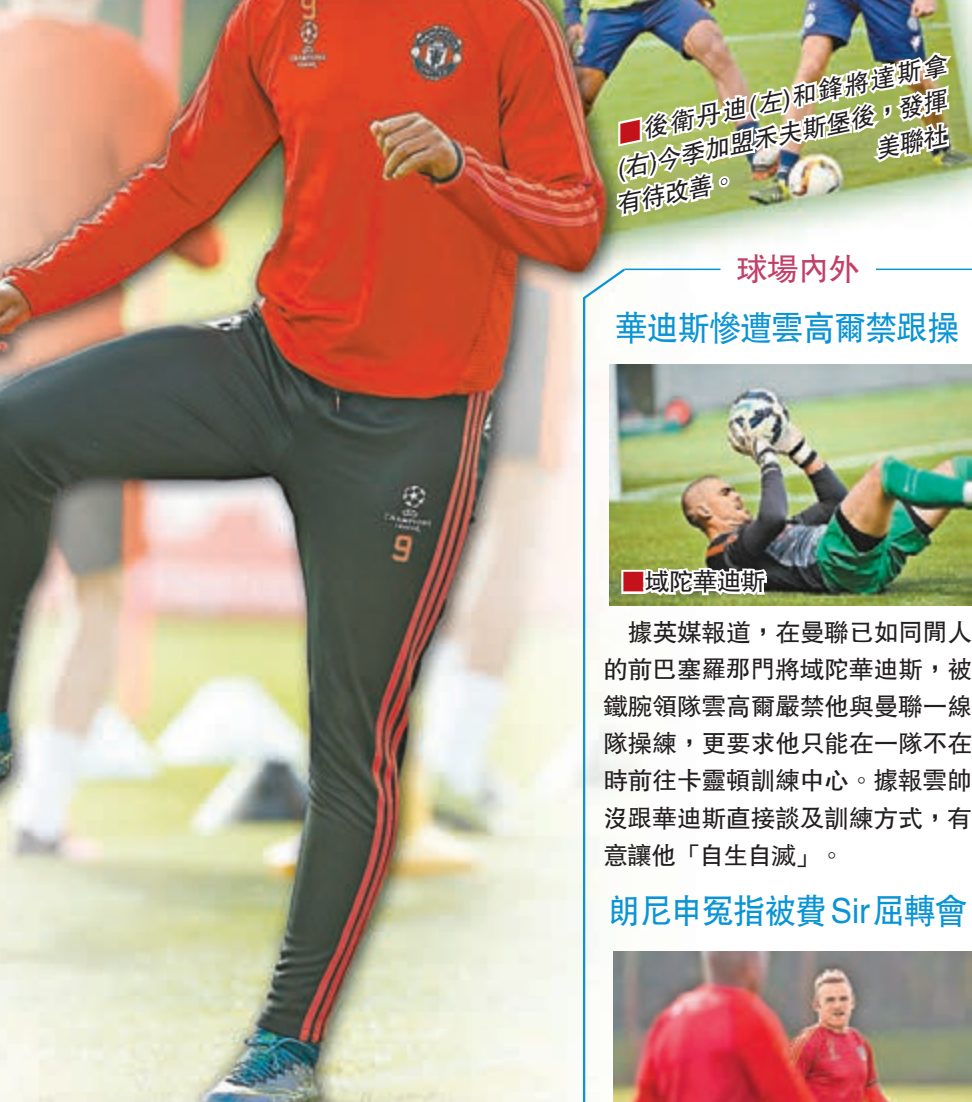 9
CHAMPIONS
LEAGUE
■後衛丹迪(左)和鋒將達斯拿
(右)今季加盟禾夫斯堡後，發揮
有待改善。 美聯社
球場內外
華迪斯慘遭雲高爾禁跟操
■域陀華迪斯
據英媒報道，在曼聯已如同閒人
的前巴塞羅那門將域陀華迪斯，被
鐵腕領隊雲高爾嚴禁他與曼聯一線
隊操練，更要求他只能在一隊不在
時前往卡靈頓訓練中心。據報雲帥
沒跟華迪斯直接談及訓練方式，有
意讓他「自生自滅」。
朗尼申冤指被費Sir屈轉會
CHAMPIONS
LEAGUE
9